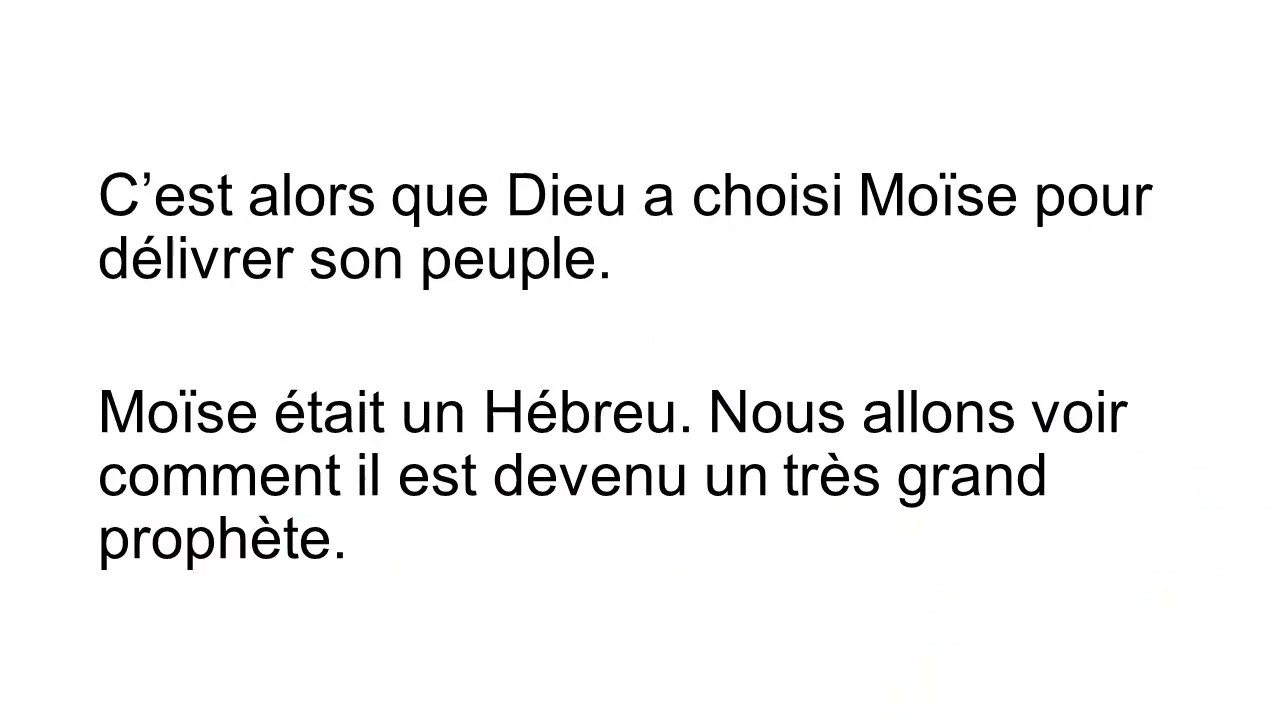 C’est alors que Dieu a choisi Moïse pour
délivrer son peuple.
Moïse était un Hébreu. Nous allons voir
comment il est devenu un très grand
prophète.